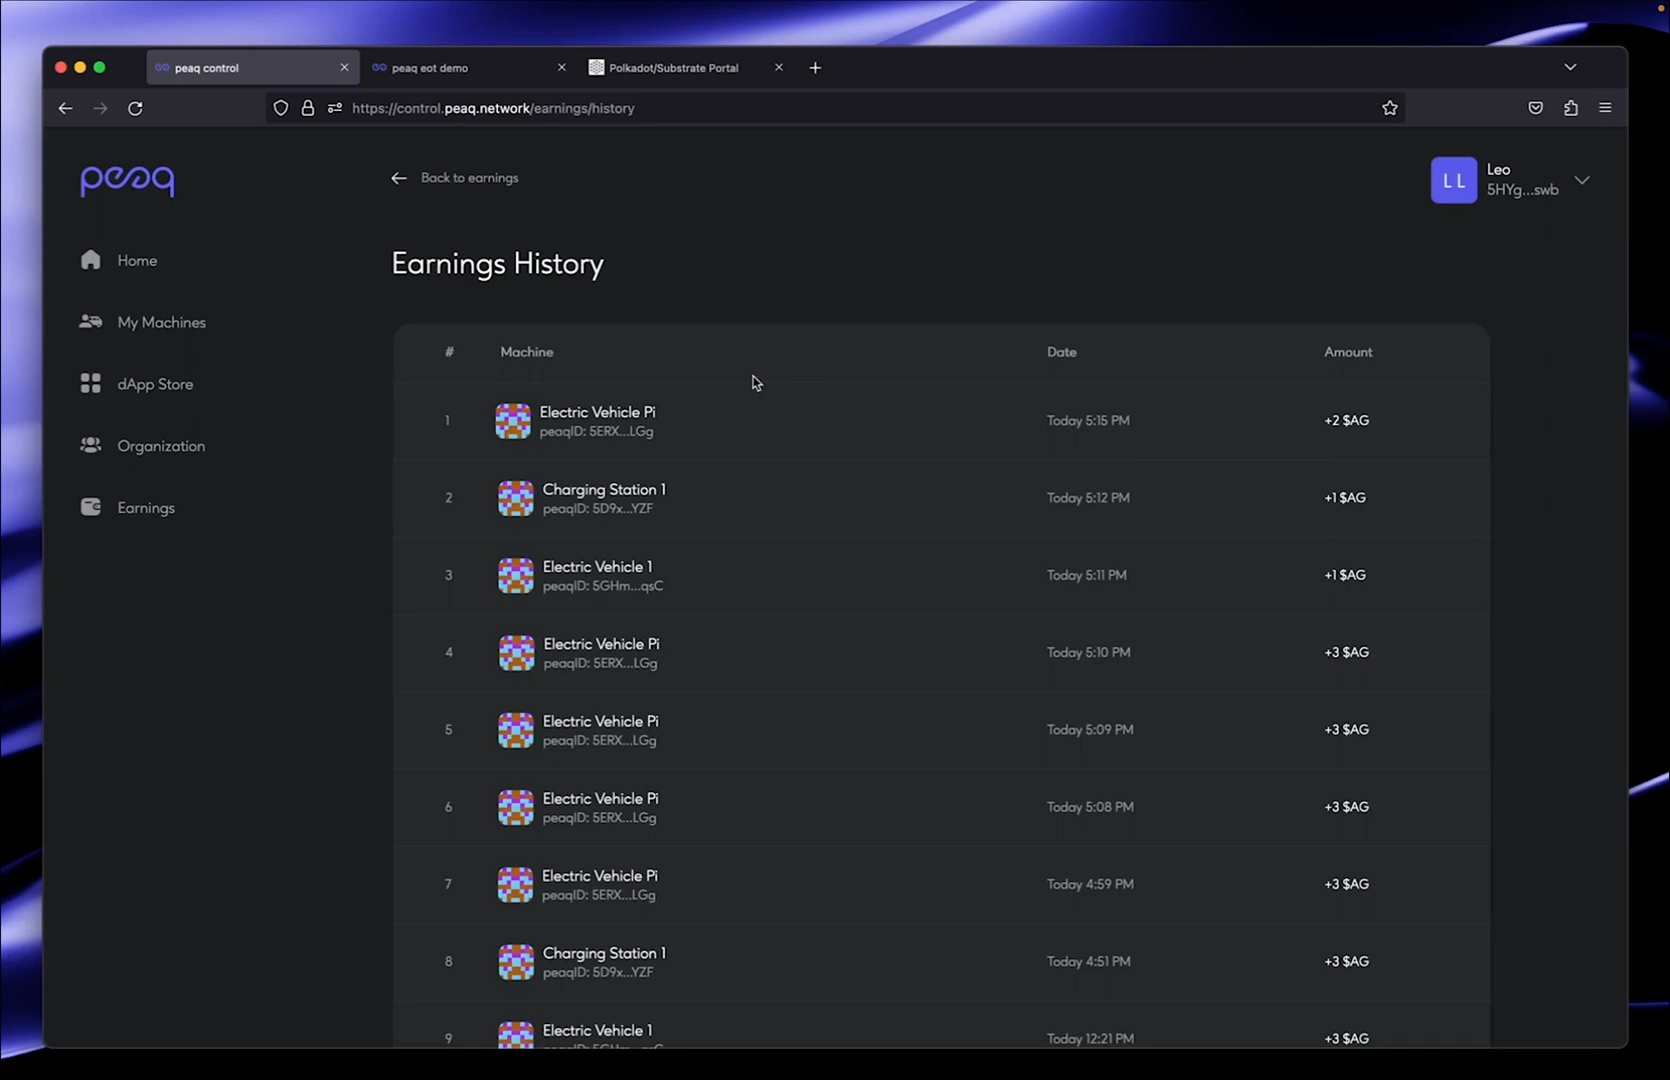 peaq control
peaq eot demo
Polkadot/Substrate Portal
https://control.peaq.network/earnings/history
peaq
Back to earnings
L L
Leo
5HYg...swb
Home
My Machines
dApp Store
Organization
Earnings
Earnings History
# Machine Date Amount
1 Electric Vehicle Pi Today 5:15 PM +2 $AG
peaqID: 5ERX...LGg
2 Charging Station 1 Today 5:12 PM +1 $AG
peaqID: 5D9x...YZF
3 Electric Vehicle 1 Today 5:11 PM +1 $AG
peaqID: 5GHm...qsC
4 Electric Vehicle Pi Today 5:10 PM +3 $AG
peaqID: 5ERX...LGg
5 Electric Vehicle Pi Today 5:09 PM +3 $AG
peaqID: 5ERX...LGg
6 Electric Vehicle Pi Today 5:08 PM +3 $AG
peaqID: 5ERX...LGg
7 Electric Vehicle Pi Today 4:59 PM +3 $AG
peaqID: 5ERX...LGg
8 Charging Station 1 Today 4:51 PM +3 $AG
peaqID: 5D9x...YZF
9 Electric Vehicle 1 Today 12:21 PM +3 $AG